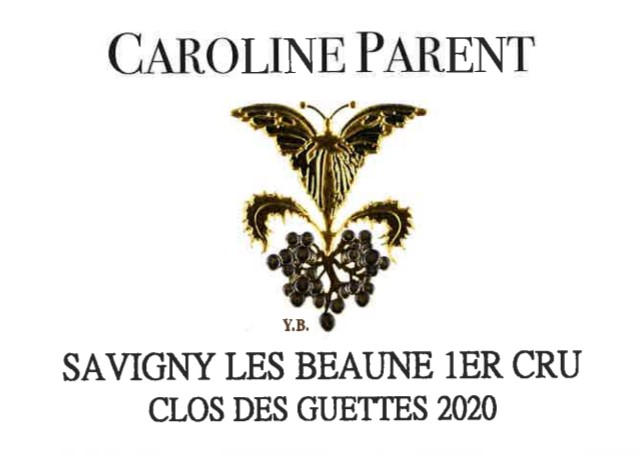 CAROLINE PARENT
Y.B.
SAVIGNY LES BEAUNE 1ER CRU
CLOS DES GUETTES 2020